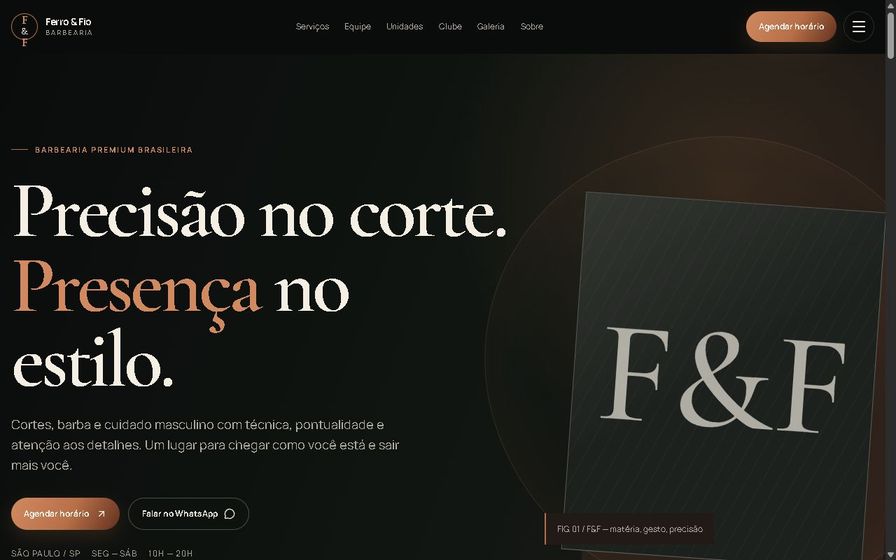 F
&
F
Ferro & Fio
BARBEARIA
Serviços Equipe Unidades Clube Galeria Sobre
Agendar horário
BARBEARIA PREMIUM BRASILEIRA
Precisão no corte.
Presença no
estilo.
Cortes, barba e cuidado masculino com técnica, pontualidade e
atenção aos detalhes. Um lugar para chegar como você está e sair
mais você.
Agendar horário
Falar no WhatsApp
SÃO PAULO / SP SEG—SÁB 10H — 20H
F&F
FIG. 01 / F&F — matéria, gesto, precisão